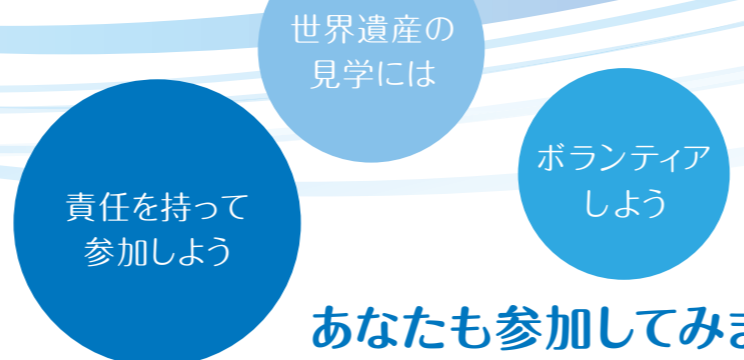 世界遺産の
見学には
ボランティア
しよう
責任を持って
参加しよう
あなたも参加してみま